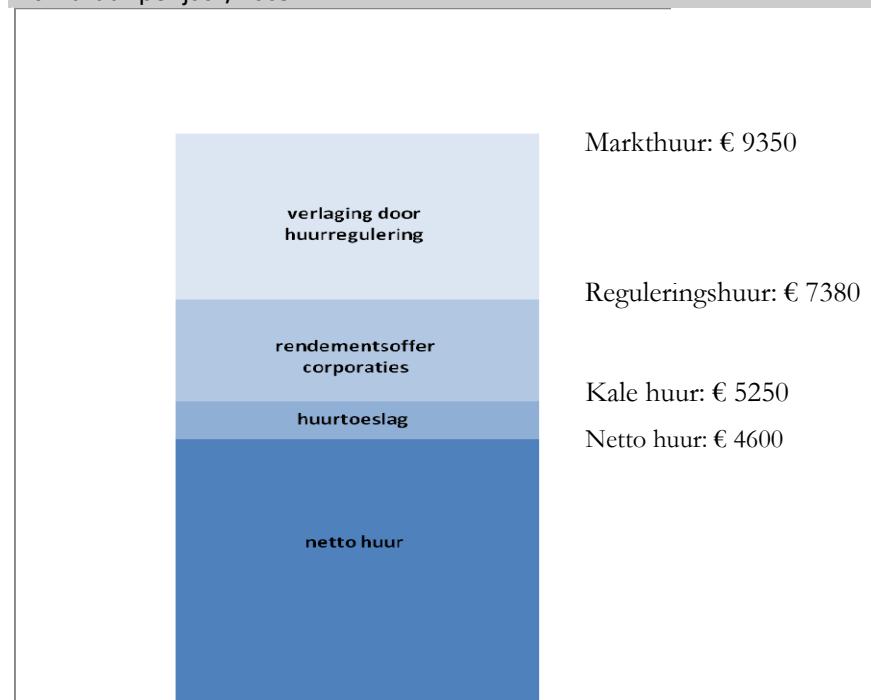 Markthuur: € 9350
verlaging door
huurregulering
Reguleringshuur: € 7380
rendementsoffer
corporaties
Kale huur: € 5250
huurtoeslag
Netto huur: € 4600
netto huur